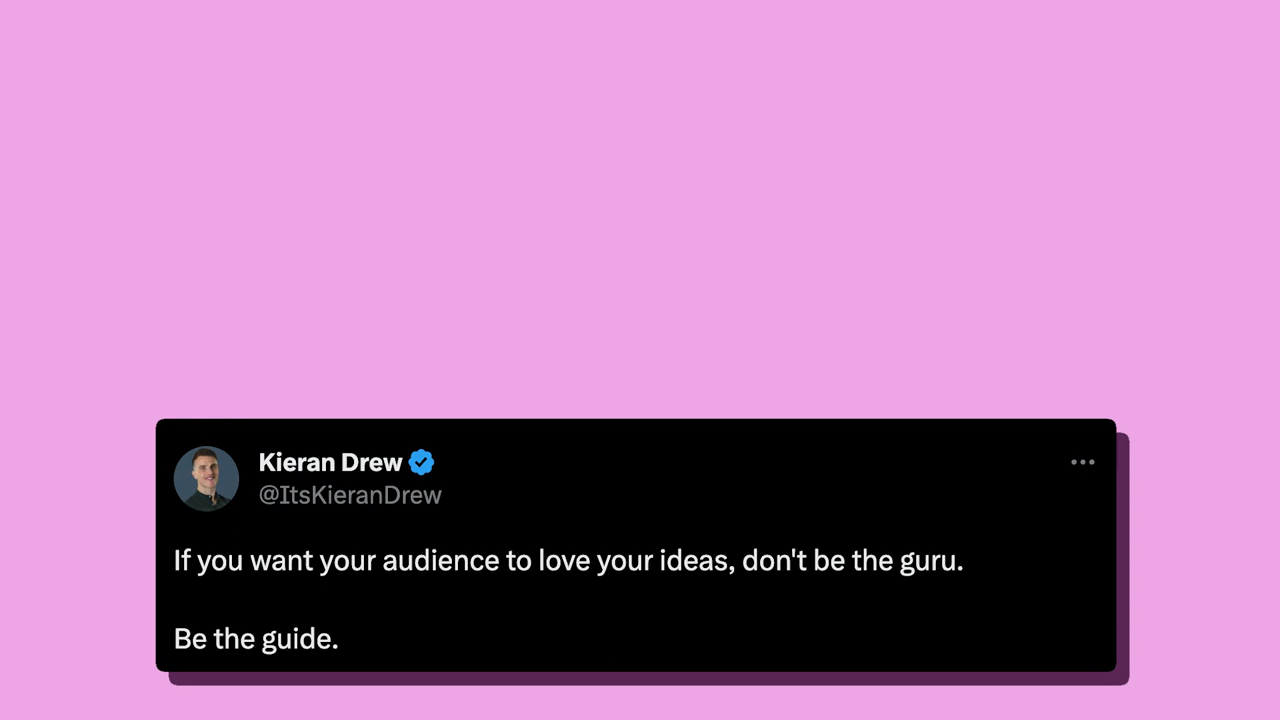 Kieran Drew
@ItsKieranDrew
If you want your audience to love your ideas, don't be the guru.
Be the guide.